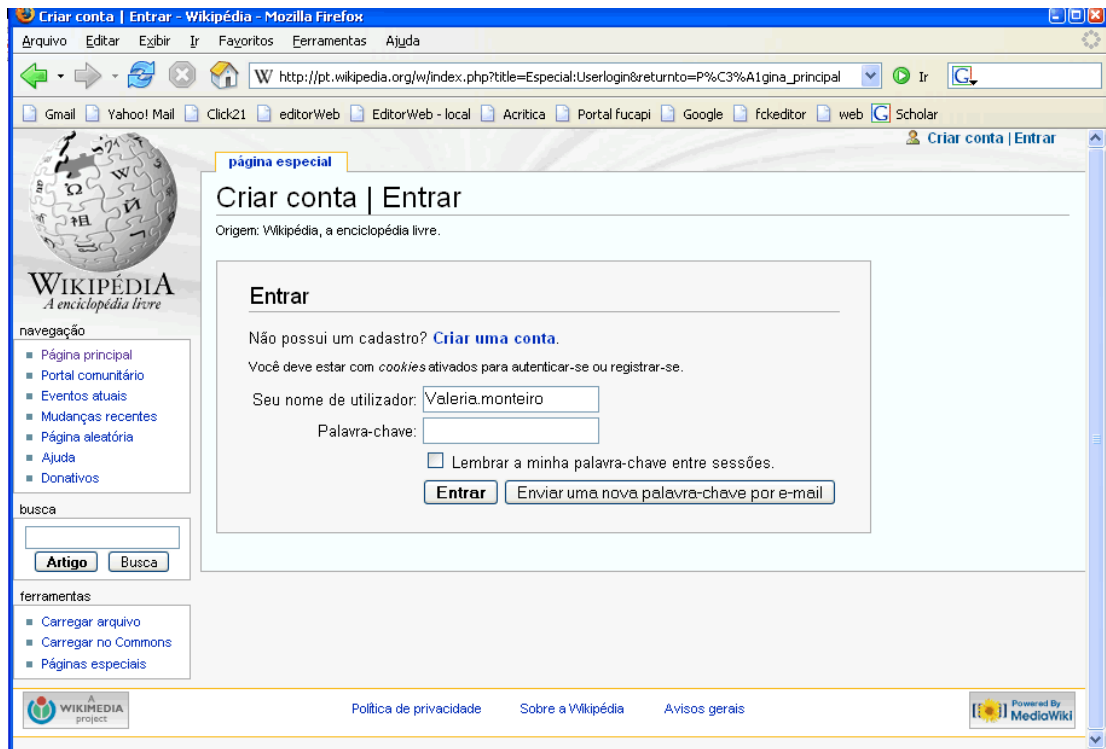 Criar conta | Entrar - Wikipédia - Mozilla Firefox
Arquivo Editar Exibir Ir Favoritos Ferramentas Ajuda
W http://pt.wikipedia.org/w/index.php?title=Especial:Userlogin&returnto=P%C3%A1gina_principal Ir G
Gmail Yahoo! Mail Click21 editorWeb EditorWeb - local Acritica Portal fucapi Google fckeditor web G Scholar
Criar conta | Entrar
página especial
Criar conta | Entrar
Origem: Wikipédia, a enciclopédia livre.
WIKIPÉDIA
A enciclopédia livre
navegação
Página principal
Portal comunitário
Eventos atuais
Mudanças recentes
Página aleatória
Ajuda
Donativos
busca
Artigo Busca
ferramentas
Carregar arquivo
Carregar no Commons
Páginas especiais
Entrar
Não possui um cadastro? Criar uma conta.
Você deve estar com cookies ativados para autenticar-se ou registrar-se.
Seu nome de utilizador: Valeria.monteiro
Palavra-chave:
Lembrar a minha palavra-chave entre sessões.
Entrar Enviar uma nova palavra-chave por e-mail
A
WIKIMEDIA
project
Política de privacidade Sobre a Wikipédia Avisos gerais
Powered By
MediaWiki